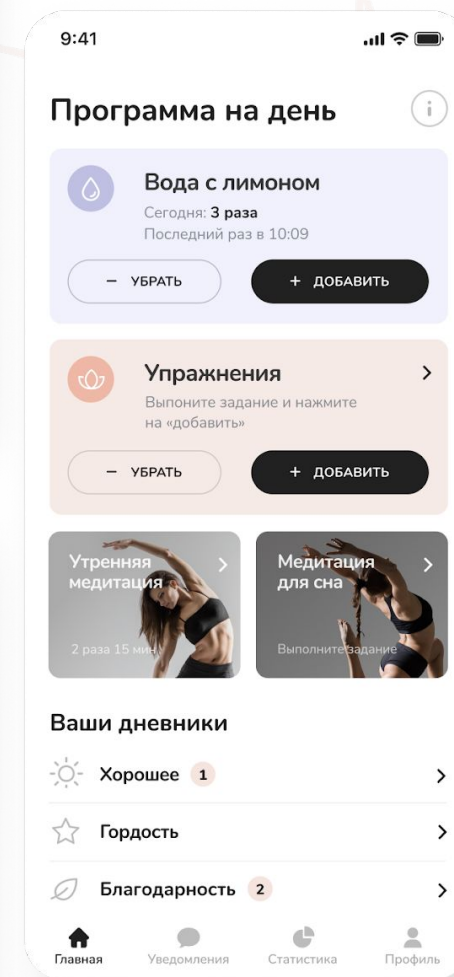 9:41
Программа на день
Вода с лимоном
Сегодня: 3 раза
Последний раз в 10:09
− УБРАТЬ
+ ДОБАВИТЬ
Упражнения
Выпоните задание и нажмите
на «добавить»
− УБРАТЬ
+ ДОБАВИТЬ
Утренняя
медитация
2 раза 15 мин
Медитация
для сна
Выполните задание
Ваши дневники
Хорошее 1
Гордость
Благодарность 2
Главная
Уведомления
Статистика
Профиль